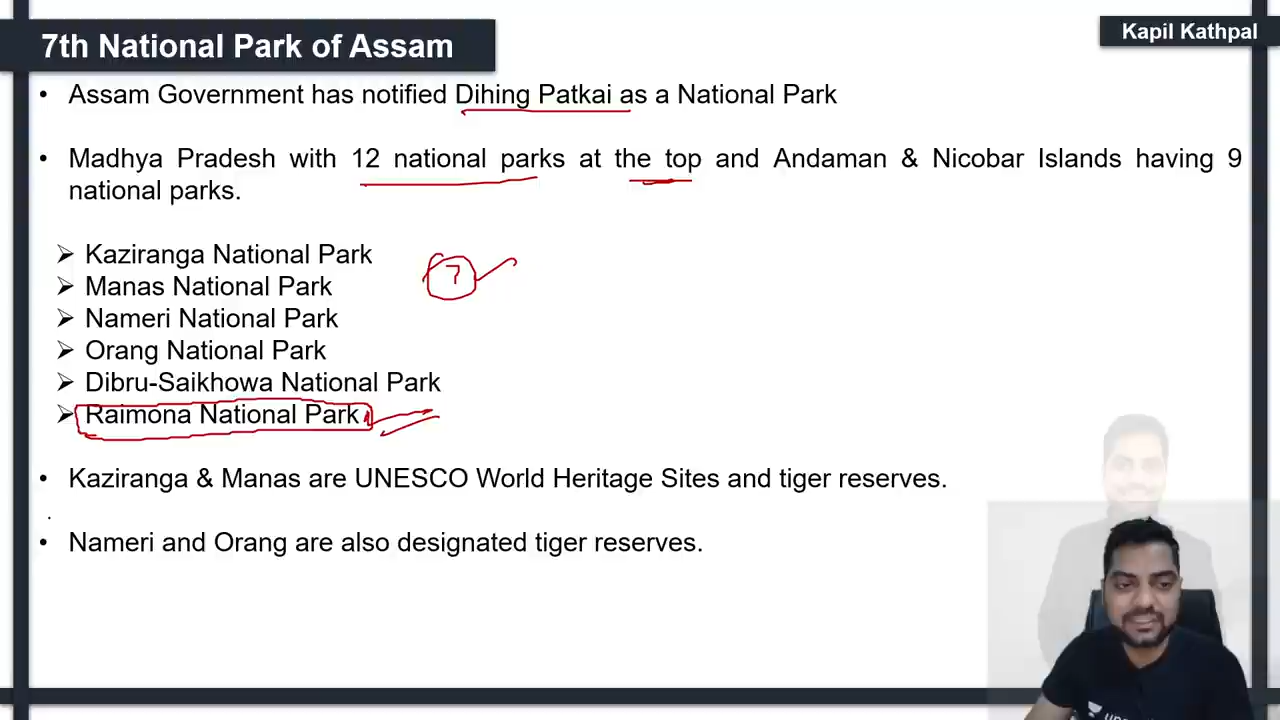 7th National Park of Assam
Kapil Kathpal
• Assam Government has notified Dihing Patkai as a National Park
• Madhya Pradesh with 12 national parks at the top and Andaman & Nicobar Islands having 9
national parks.
➢ Kaziranga National Park
7
➢ Manas National Park
➢ Nameri National Park
➢ Orang National Park
➢ Dibru-Saikhowa National Park
➢ Raimona National Park
• Kaziranga & Manas are UNESCO World Heritage Sites and tiger reserves.
• Nameri and Orang are also designated tiger reserves.